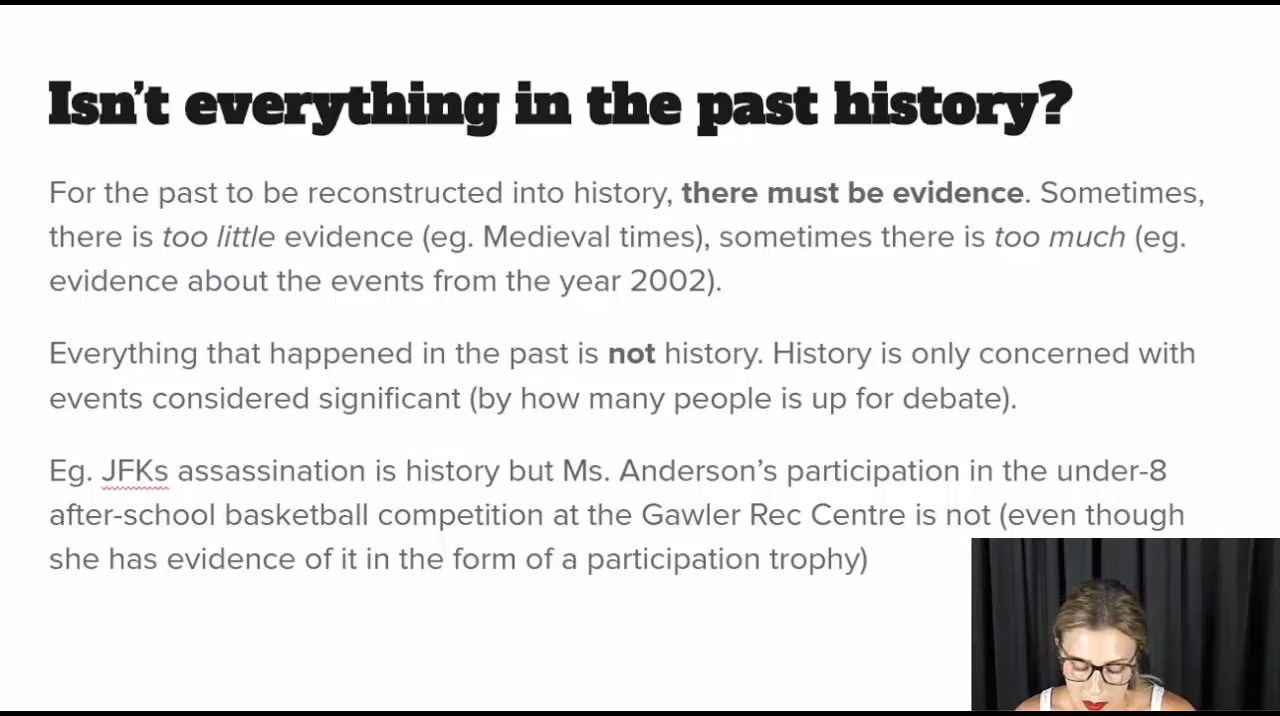 Isn’t everything in the past history?
For the past to be reconstructed into history, there must be evidence. Sometimes,
there is too little evidence (eg. Medieval times), sometimes there is too much (eg.
evidence about the events from the year 2002).
Everything that happened in the past is not history. History is only concerned with
events considered significant (by how many people is up for debate).
Eg. JFKs assassination is history but Ms. Anderson’s participation in the under-8
after-school basketball competition at the Gawler Rec Centre is not (even though
she has evidence of it in the form of a participation trophy)